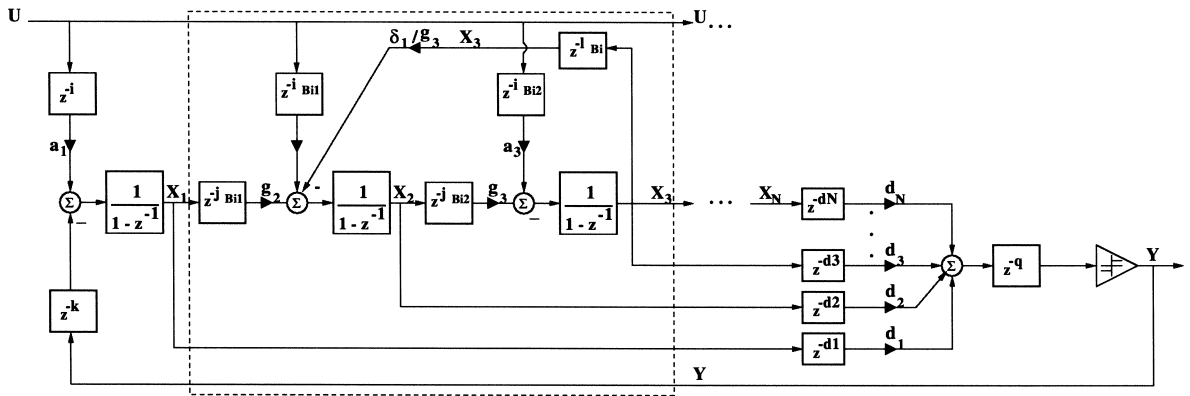 U
U...
δ1/g3
X3
z^-l Bi
z^-i
z^-i Bi1
z^-i Bi2
a1
a3
Σ
−
1
1 - z^-1
X1
z^-j Bi1
g2
Σ
-
1
1 - z^-1
X2
z^-j Bi2
g3
Σ
−
1
1 - z^-1
X3
...
XN
z^-dN
dN
. . .
z^-d3
d3
Σ
z^-q
Y
z^-k
z^-d2
d2
z^-d1
d1
Y